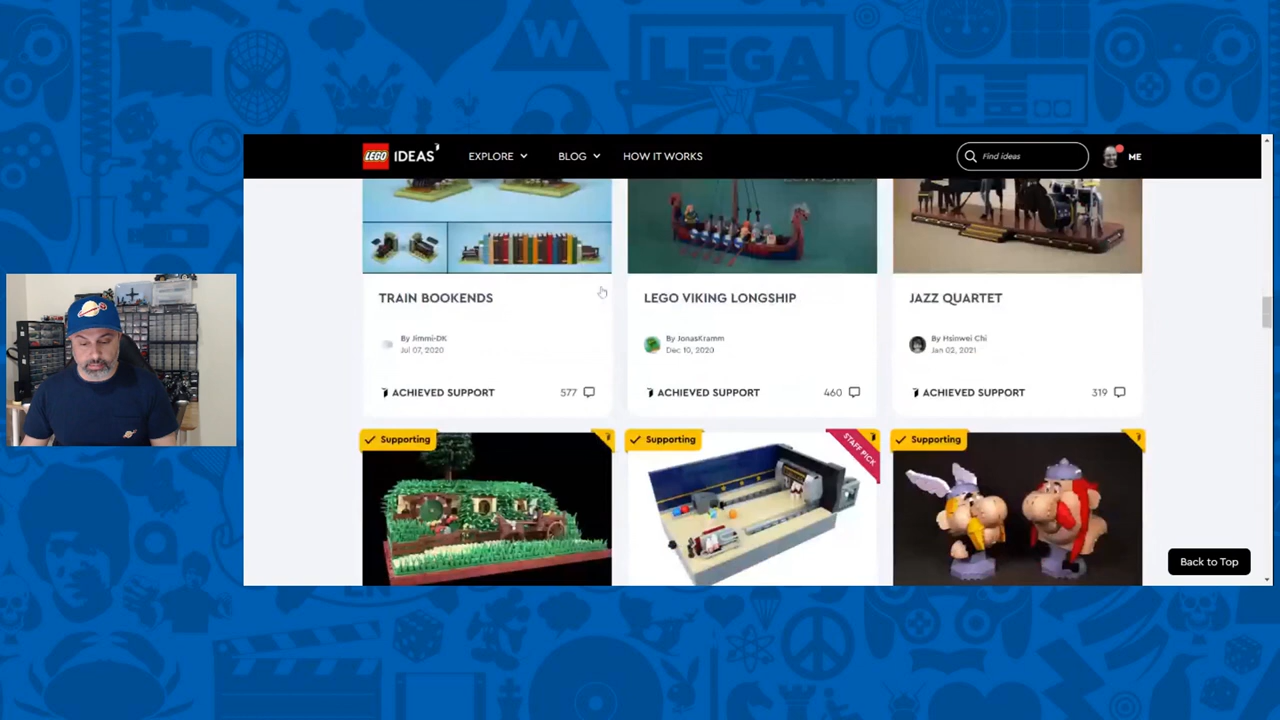 W
LEGA
LEGO IDEAS EXPLORE BLOG HOW IT WORKS Find ideas ME
TRAIN BOOKENDS
By Jimmi-DK
Jul 07, 2020
ACHIEVED SUPPORT 577
LEGO VIKING LONGSHIP
By JonasKramm
Dec 10, 2020
ACHIEVED SUPPORT 460
JAZZ QUARTET
By Hsinwei Chi
Jan 02, 2021
ACHIEVED SUPPORT 319
Supporting
Supporting
STAFF PICK
Supporting
Back to Top